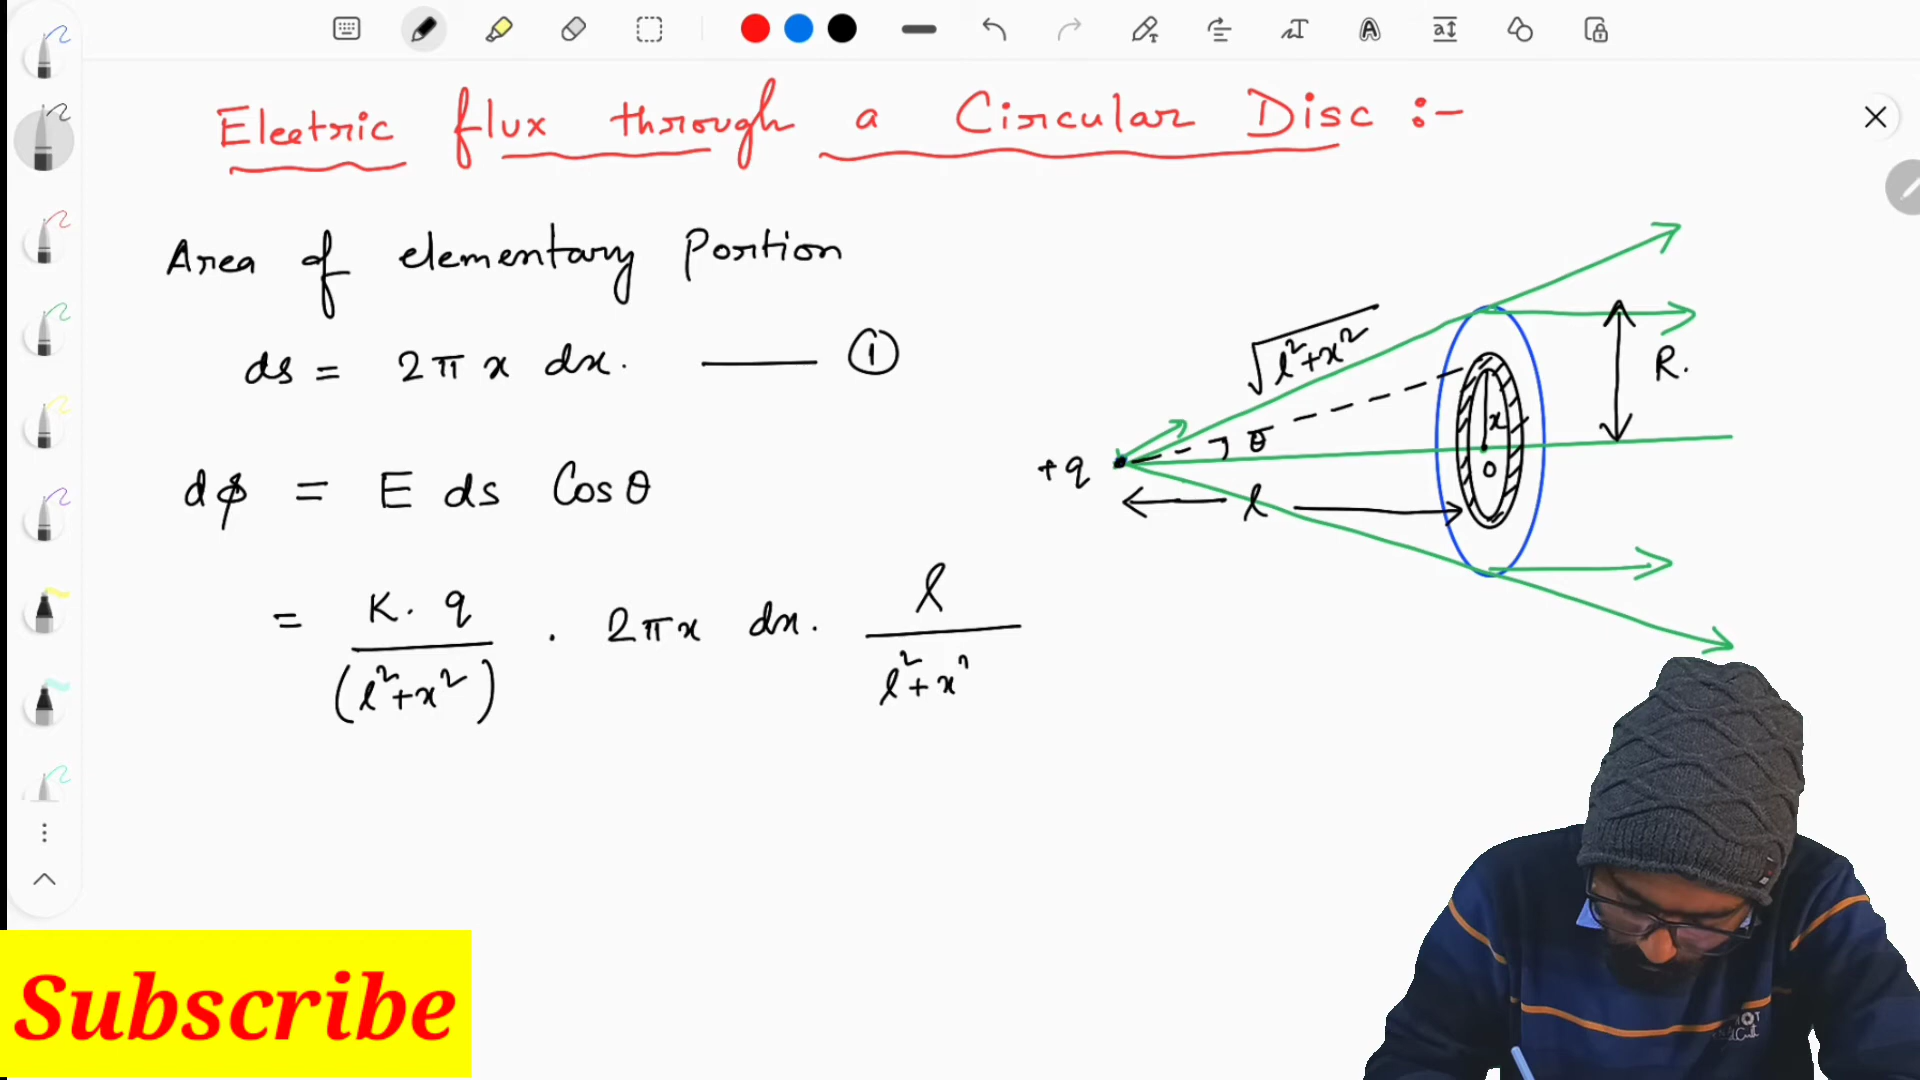 Electric flux through a Circular Disc :-
Area of elementary Portion
ds = 2π x dx. —— ①
dφ = E ds Cosθ
= K. q / (l²+x²) . 2πx dx. l / l²+x²
√l²+x²
R.
x
θ
+q
o
l
Subscribe